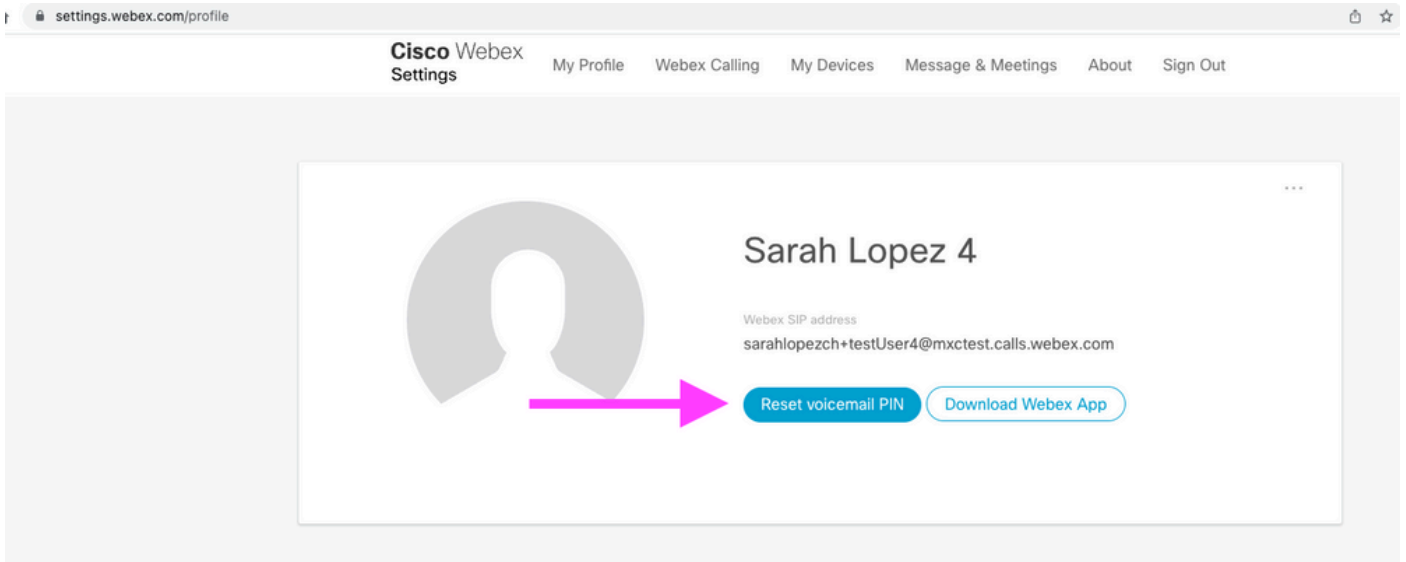 settings.webex.com/profile
Cisco Webex
Settings
My Profile
Webex Calling
My Devices
Message & Meetings
About
Sign Out
Sarah Lopez 4
Webex SIP address
sarahlopezch+testUser4@mxctest.calls.webex.com
Reset voicemail PIN
Download Webex App